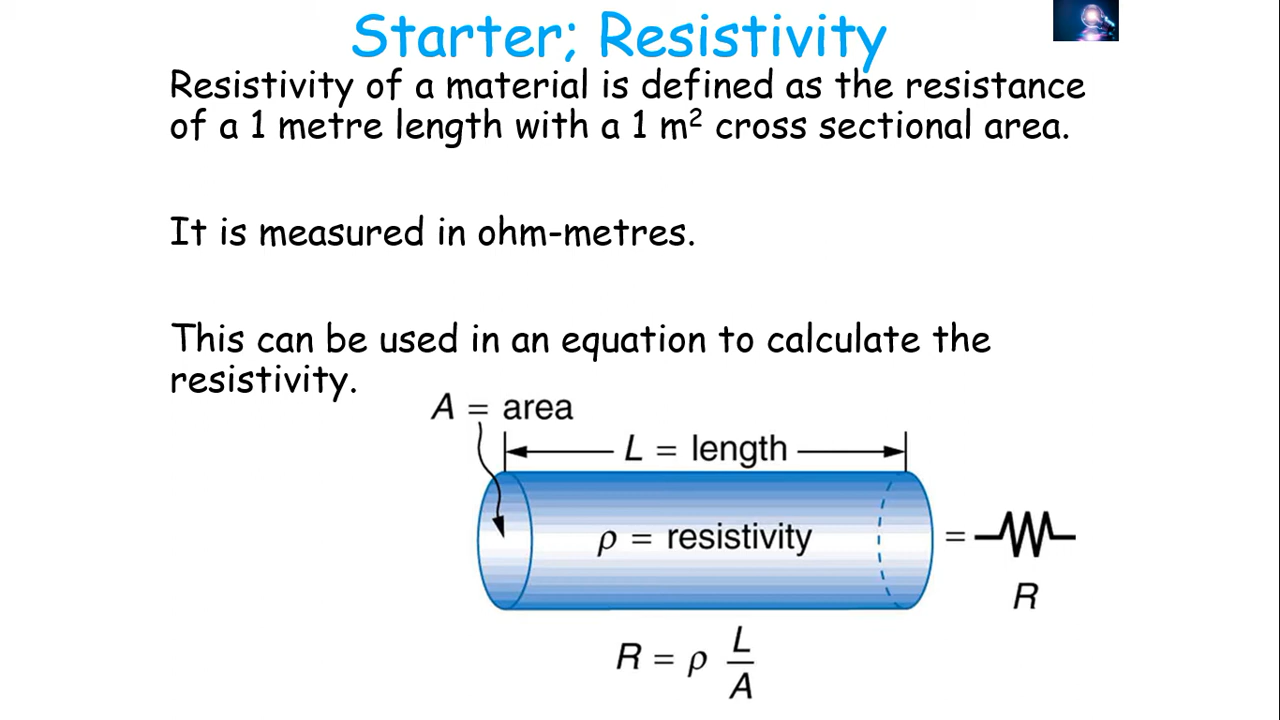 Starter; Resistivity
Resistivity of a material is defined as the resistance
of a 1 metre length with a 1 m² cross sectional area.
It is measured in ohm-metres.
This can be used in an equation to calculate the
resistivity.
A = area
L = length
ρ = resistivity
=
R
R = ρ L/A